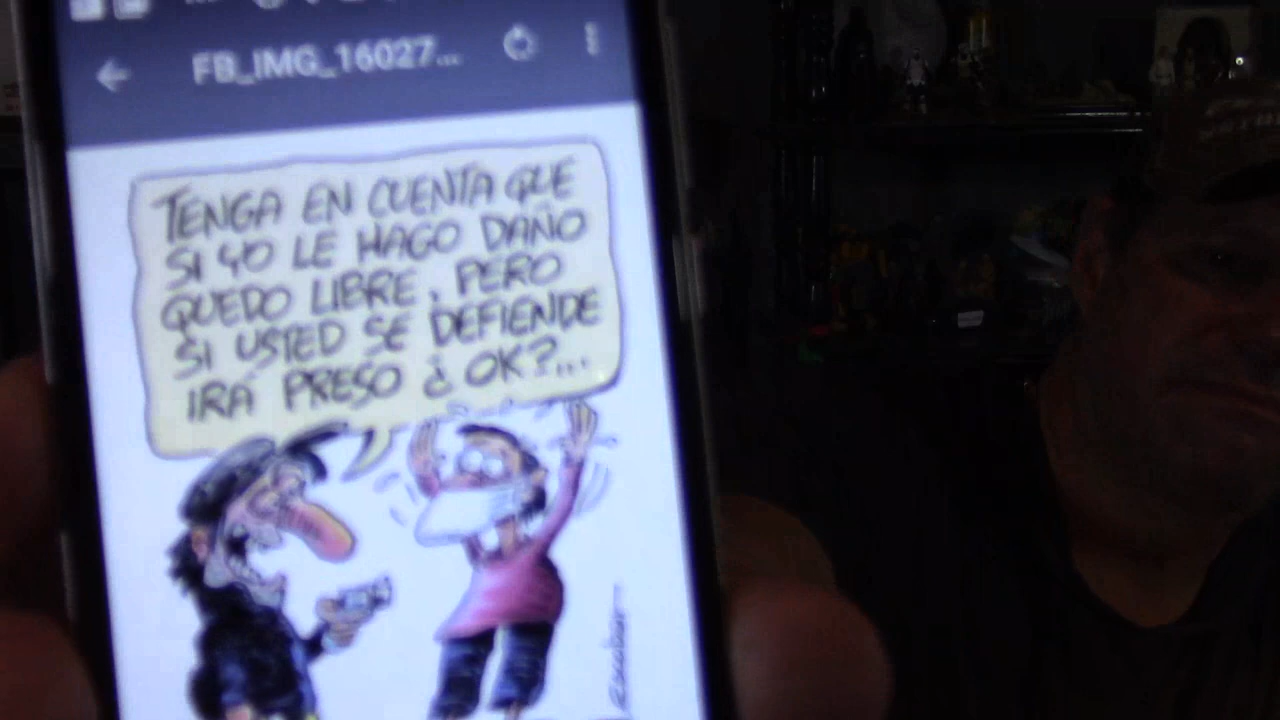 FB_IMG_16027...
TENGA EN CUENTA QUE
SI YO LE HAGO DAÑO
QUEDO LIBRE, PERO
SI USTED SE DEFIENDE
IRÁ PRESO ¿OK?...